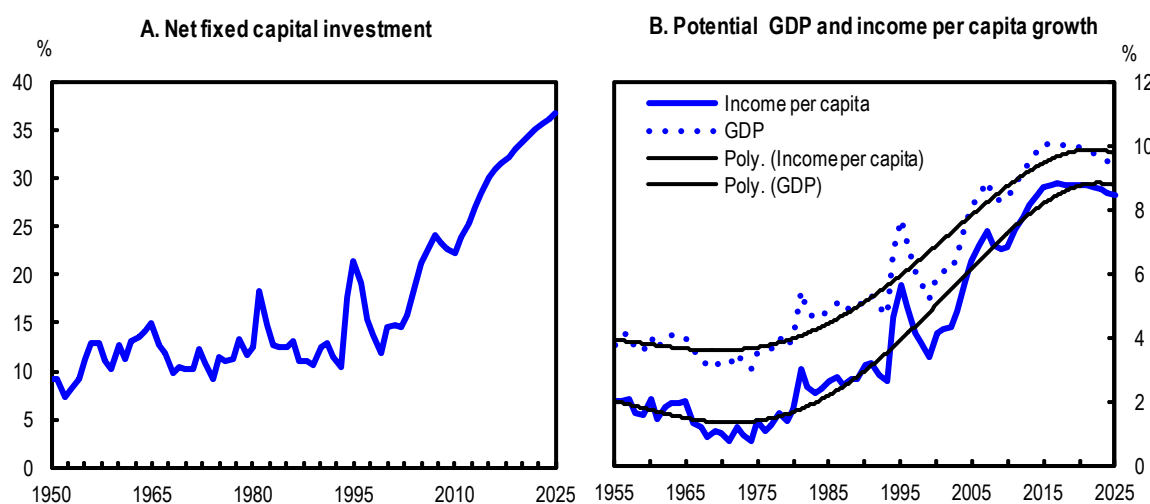 A. Net fixed capital investment
%
40
35
30
25
20
15
10
5
0
1950 1965 1980 1995 2010 2025
B. Potential GDP and income per capita growth
%
Income per capita
GDP
Poly. (Income per capita)
Poly. (GDP)
12
10
8
6
4
2
0
1955 1965 1975 1985 1995 2005 2015 2025